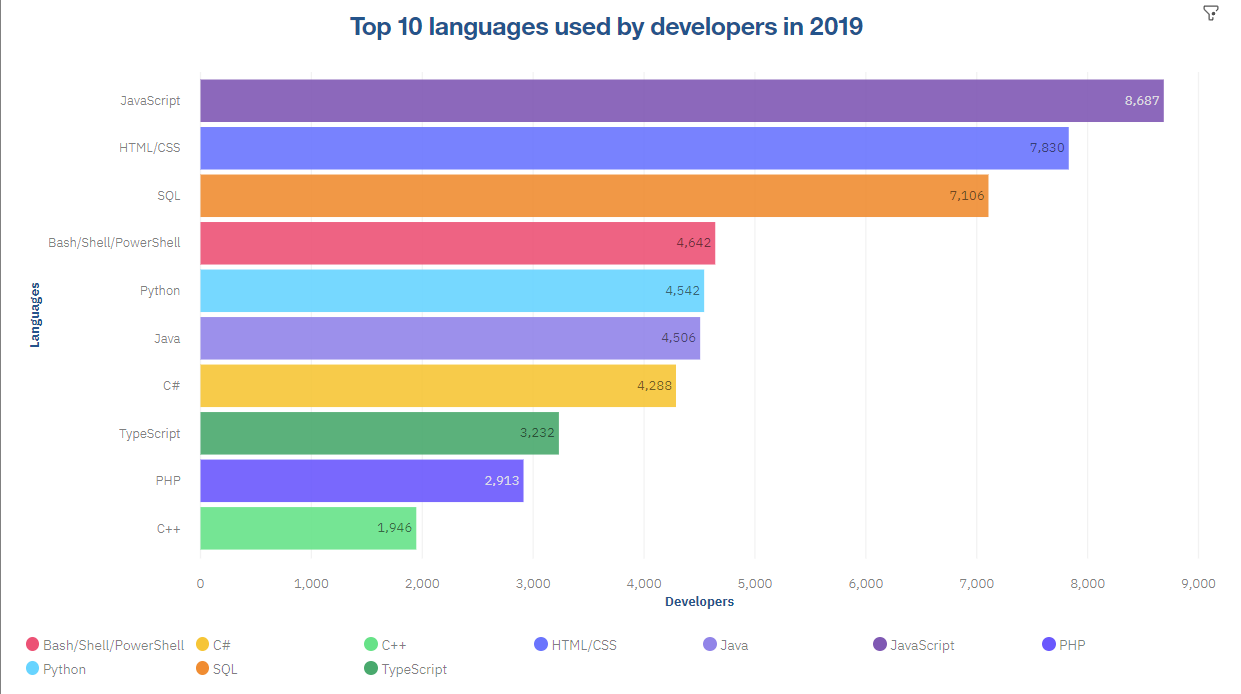 Top 10 languages used by developers in 2019
JavaScript 8,687
HTML/CSS 7,830
SQL 7,106
Bash/Shell/PowerShell 4,642
Python 4,542
Java 4,506
C# 4,288
TypeScript 3,232
PHP 2,913
C++ 1,946
Languages
0 1,000 2,000 3,000 4,000 5,000 6,000 7,000 8,000 9,000
Developers
Bash/Shell/PowerShell C# C++ HTML/CSS Java JavaScript PHP
Python SQL TypeScript